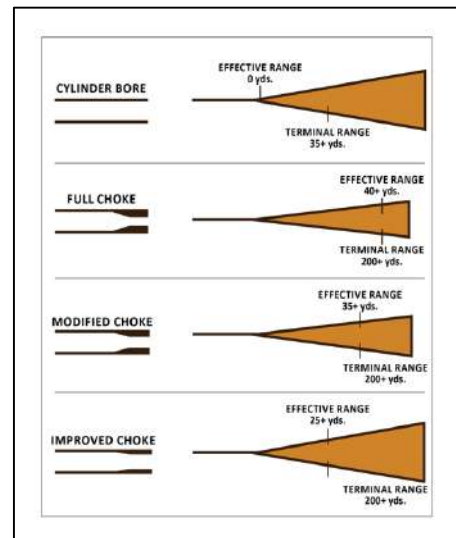 EFFECTIVE RANGE
0 yds.
CYLINDER BORE
TERMINAL RANGE
35+ yds.
EFFECTIVE RANGE
40+ yds.
FULL CHOKE
TERMINAL RANGE
200+ yds.
EFFECTIVE RANGE
35+ yds.
MODIFIED CHOKE
TERMINAL RANGE
200+ yds.
EFFECTIVE RANGE
25+ yds.
IMPROVED CHOKE
TERMINAL RANGE
200+ yds.